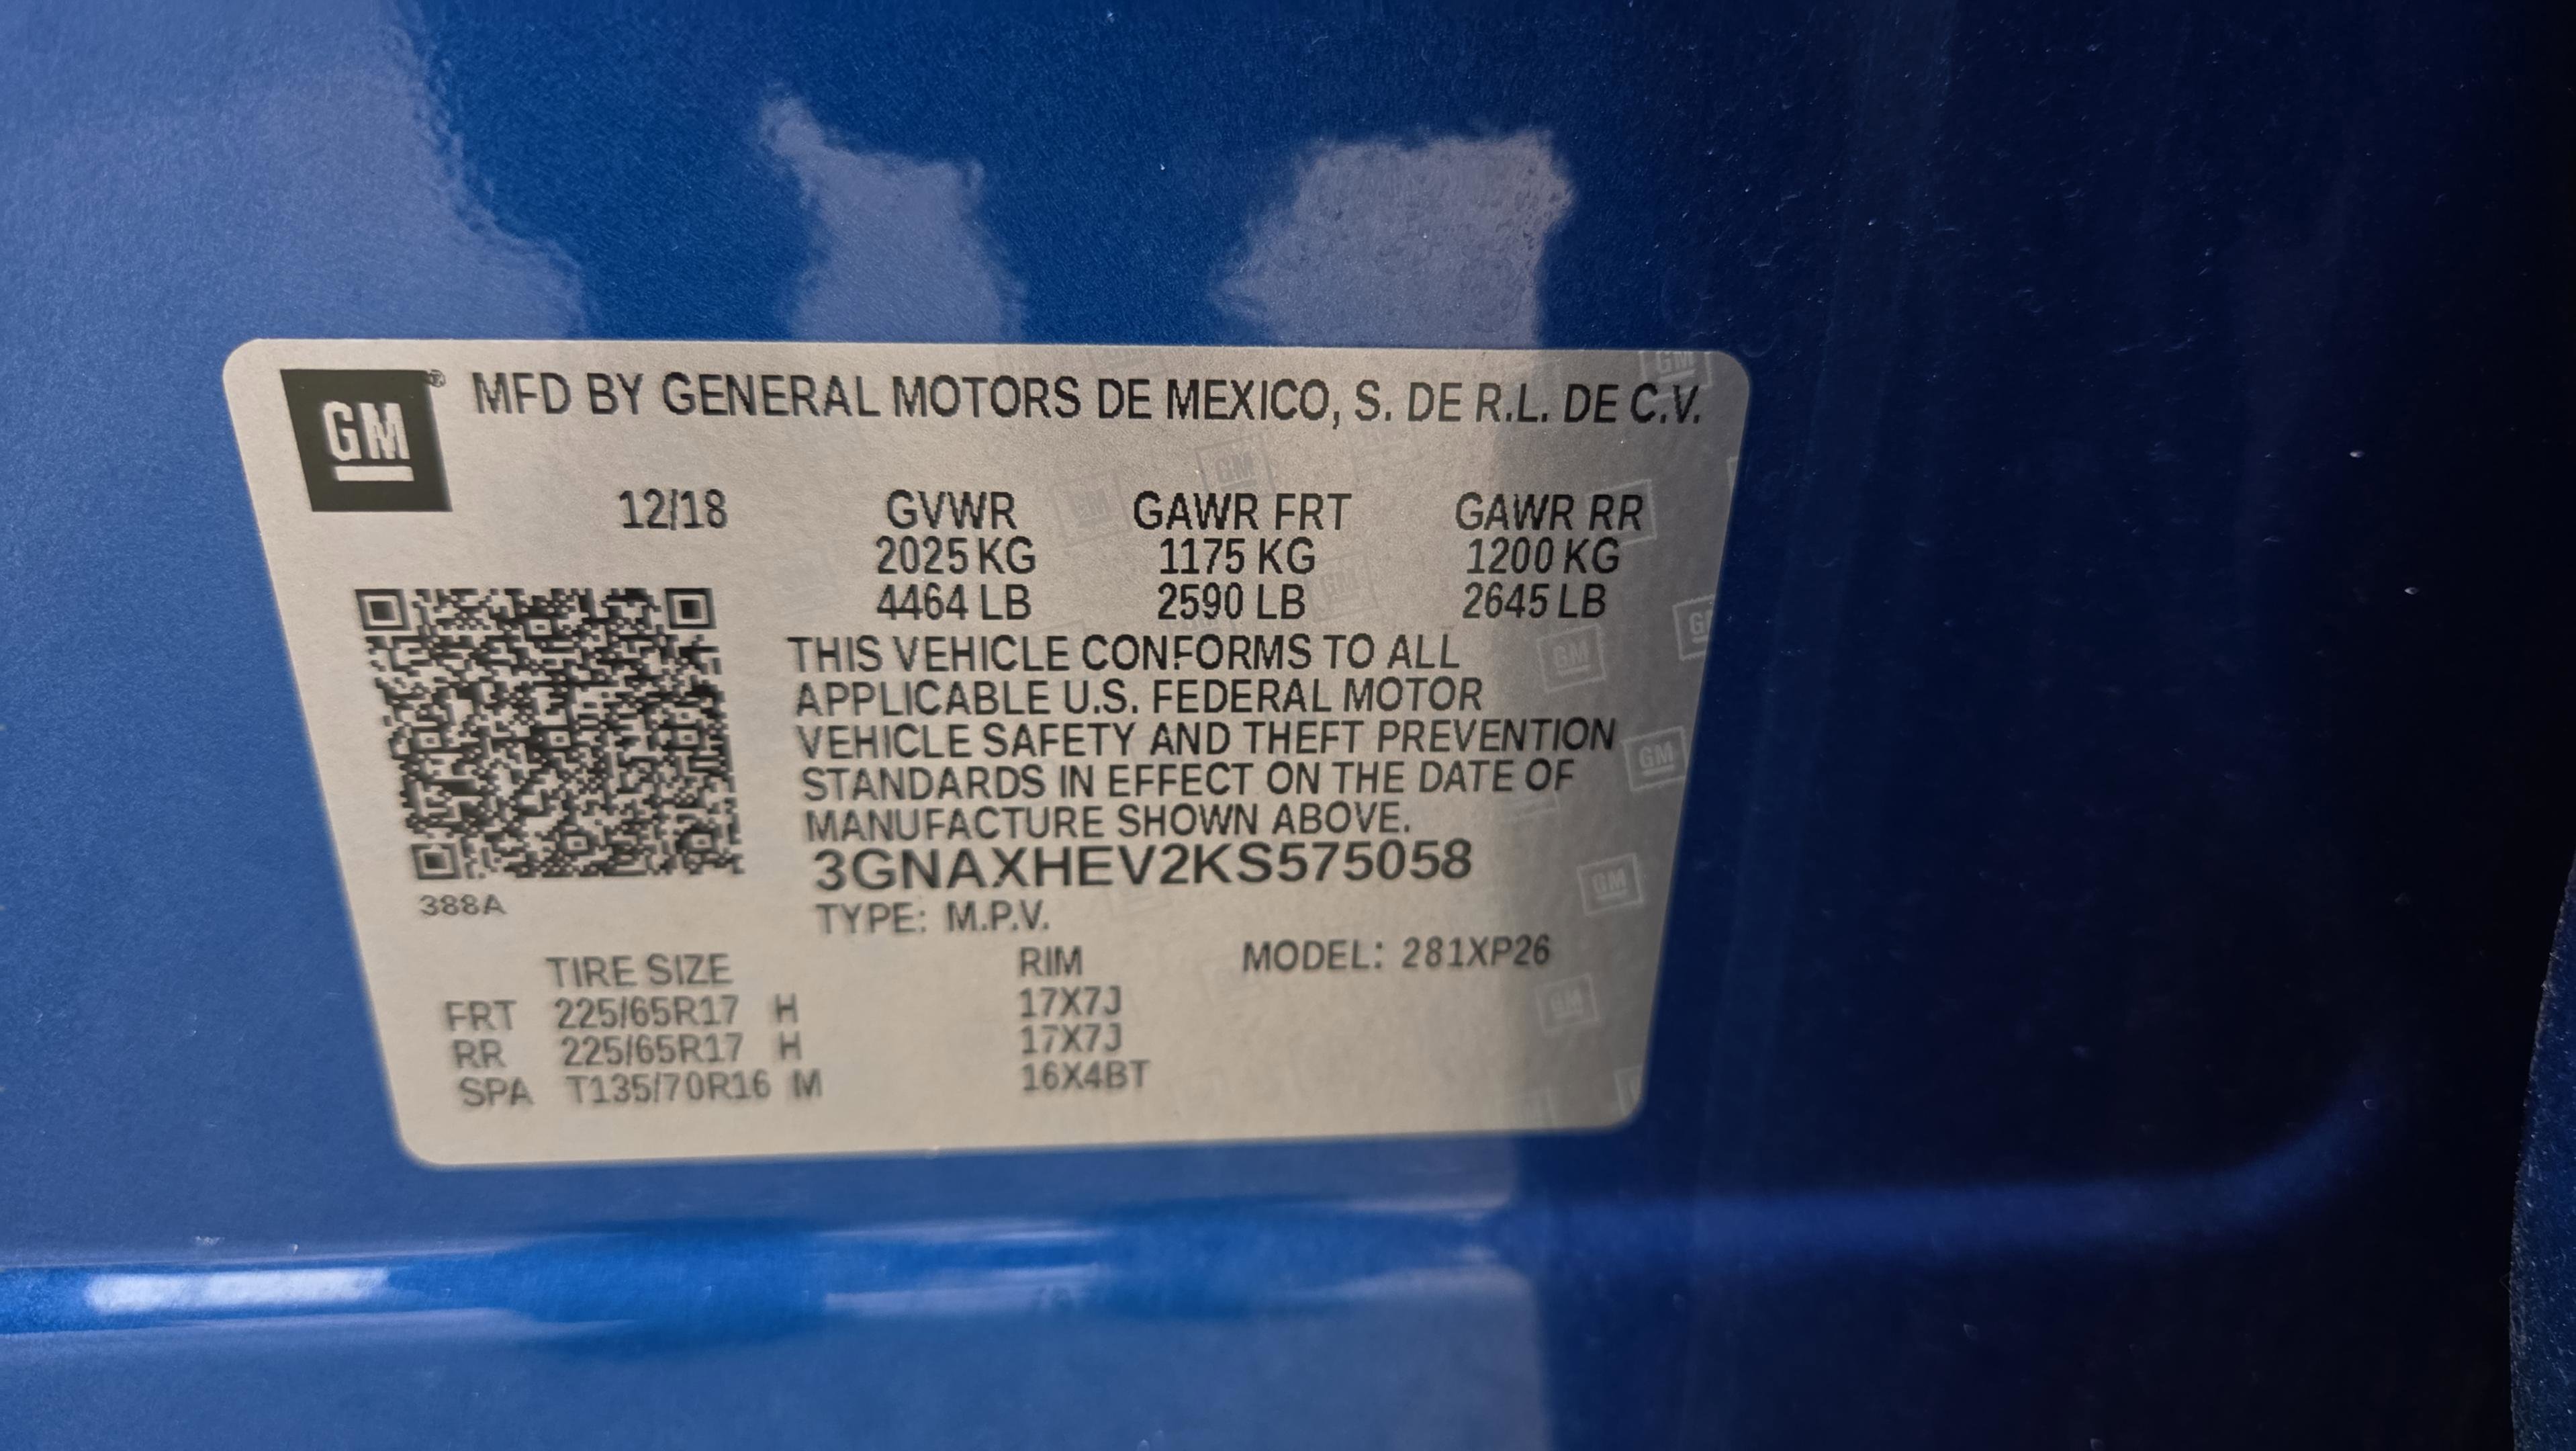 GM ® MFD BY GENERAL MOTORS DE MEXICO, S. DE R.L. DE C.V.
12/18 GVWR GAWR FRT GAWR RR
2025 KG 1175 KG 1200 KG
4464 LB 2590 LB 2645 LB
THIS VEHICLE CONFORMS TO ALL
APPLICABLE U.S. FEDERAL MOTOR
VEHICLE SAFETY AND THEFT PREVENTION
STANDARDS IN EFFECT ON THE DATE OF
MANUFACTURE SHOWN ABOVE.
3GNAXHEV2KS575058
388A
TYPE: M.P.V.
TIRE SIZE RIM MODEL: 281XP26
FRT 225/65R17 H 17X7J
RR 225/65R17 H 17X7J
SPA T135/70R16 M 16X4BT